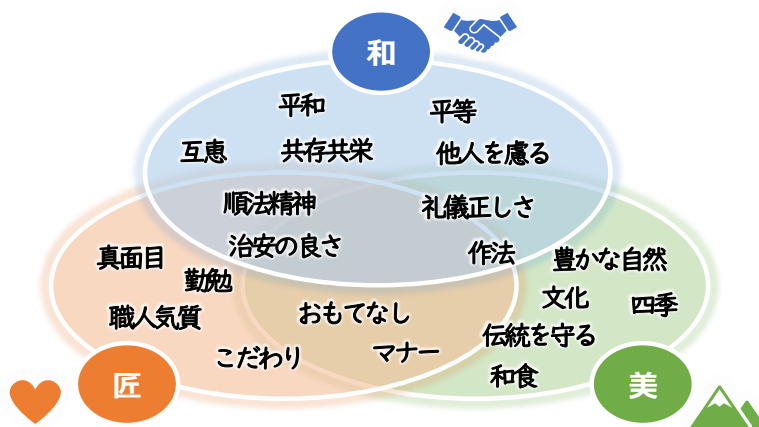 和
平和
平等
互恵
共存共栄
他人を慮る
順法精神
礼儀正しさ
治安の良さ
作法
真面目
勤勉
職人気質
こだわり
おもてなし
マナー
豊かな自然
文化
四季
伝統を守る
和食
匠
美